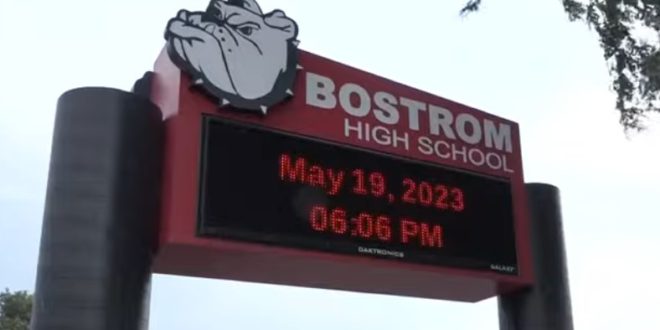 BOSTROM
HIGH SCHOOL
May 19, 2023
06:06 PM
DAKTRONICS
GALAXY